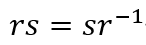 rs = sr⁻¹.